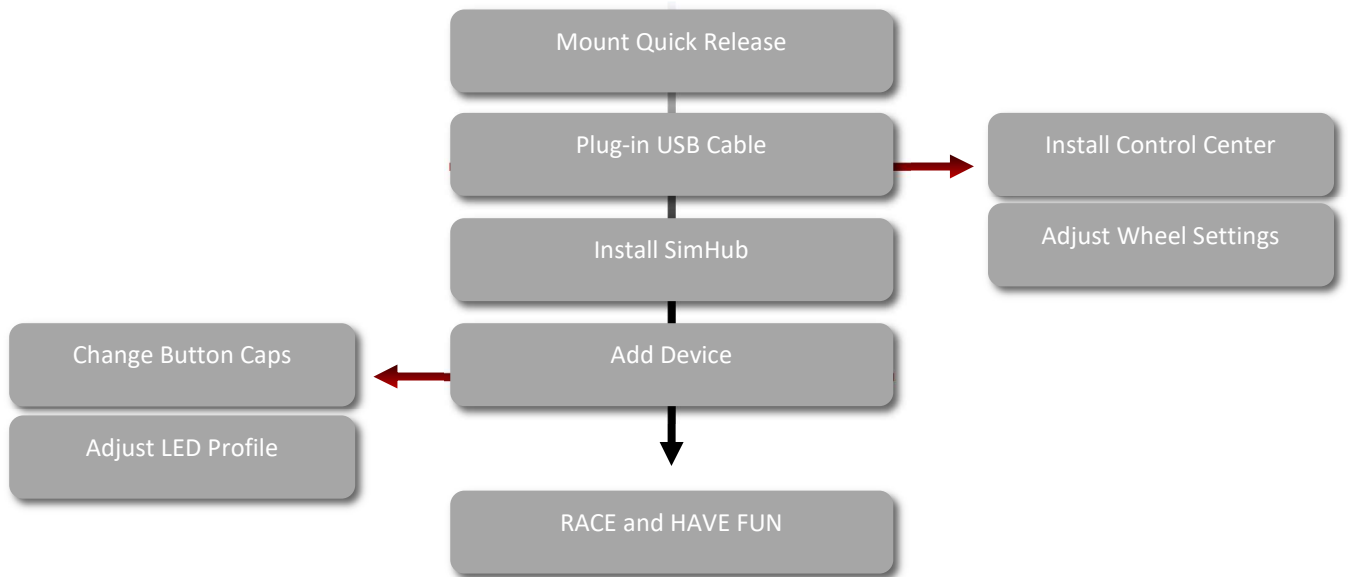 Mount Quick Release
Plug-in USB Cable
Install Control Center
Adjust Wheel Settings
Install SimHub
Change Button Caps
Add Device
Adjust LED Profile
RACE and HAVE FUN